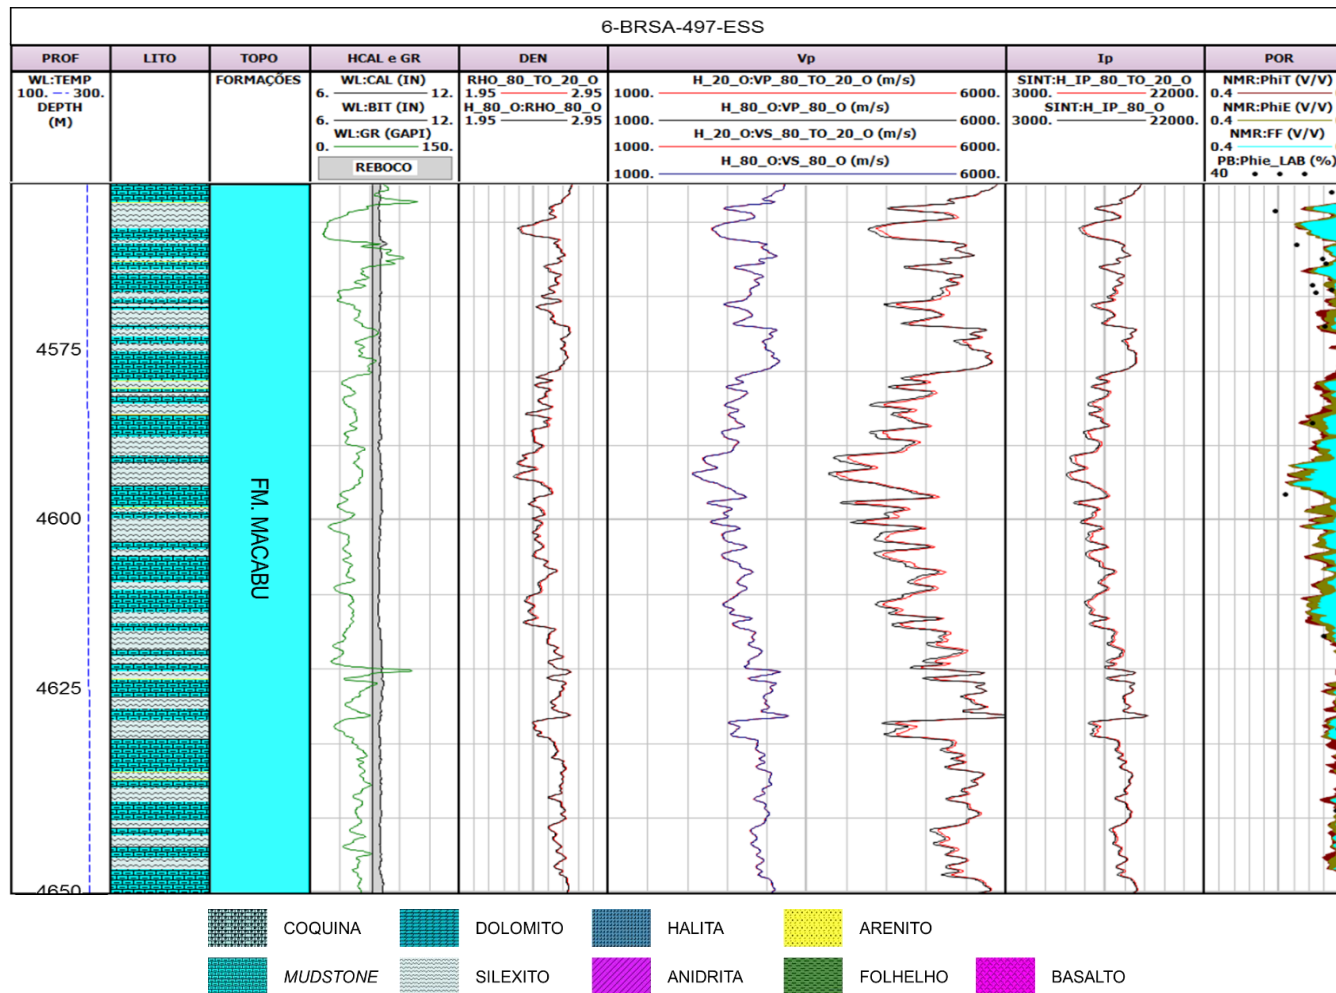 6-BRSA-497-ESS
PROF LITO TOPO HCAL e GR DEN Vp Ip POR
WL:TEMP
100. 300.
DEPTH
(M)
FORMAÇÕES
WL:CAL (IN)
6. 12.
WL:BIT (IN)
6. 12.
WL:GR (GAPI)
0. 150.
REBOCO
RHO_80_TO_20_O
1.95 2.95
H_80_O:RHO_80_O
1.95 2.95
H_20_O:VP_80_TO_20_O (m/s)
1000. 6000.
H_80_O:VP_80_O (m/s)
1000. 6000.
H_20_O:VS_80_TO_20_O (m/s)
1000. 6000.
H_80_O:VS_80_O (m/s)
1000. 6000.
SINT:H_IP_80_TO_20_O
3000. 22000.
SINT:H_IP_80_O
3000. 22000.
NMR:PhiT (V/V)
0.4
NMR:PhiE (V/V)
0.4
NMR:FF (V/V)
0.4
PB:Phie_LAB (%)
40
4575
4600
4625
4650
FM. MACABU
COQUINA DOLOMITO HALITA ARENITO
MUDSTONE SILEXITO ANIDRITA FOLHELHO BASALTO